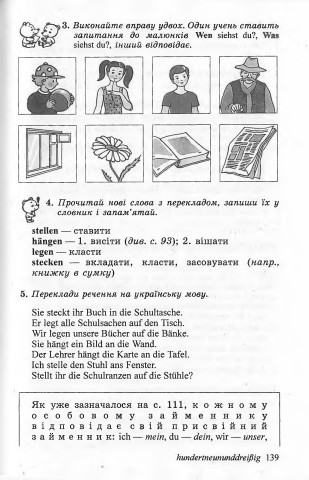 3. Виконайте вправу удвох. Один учень ставить
запитання до малюнків Wen siehst du?, Was
siehst du?, інший відповідає.
4. Прочитай нові слова з перекладом, запиши їх у
словник і запам'ятай.
stellen — ставити
hängen — 1. висіти (див. с. 93); 2. вішати
legen — класти
stecken — вкладати, класти, засовувати (напр.,
книжку в сумку)
5. Переклади речення на українську мову.
Sie steckt ihr Buch in die Schultasche.
Er legt alle Schulsachen auf den Tisch.
Wir legen unsere Bücher auf die Bänke.
Sie hängt ein Bild an die Wand.
Der Lehrer hängt die Karte an die Tafel.
Ich stelle den Stuhl ans Fenster.
Stellt ihr die Schulranzen auf die Stühle?
Як уже зазначалося на с. 111, кожному
особовому займеннику
відповідає свій присвійний
займенник: ich — mein, du — dein, wir — unser,
hundertneununddreißig 139